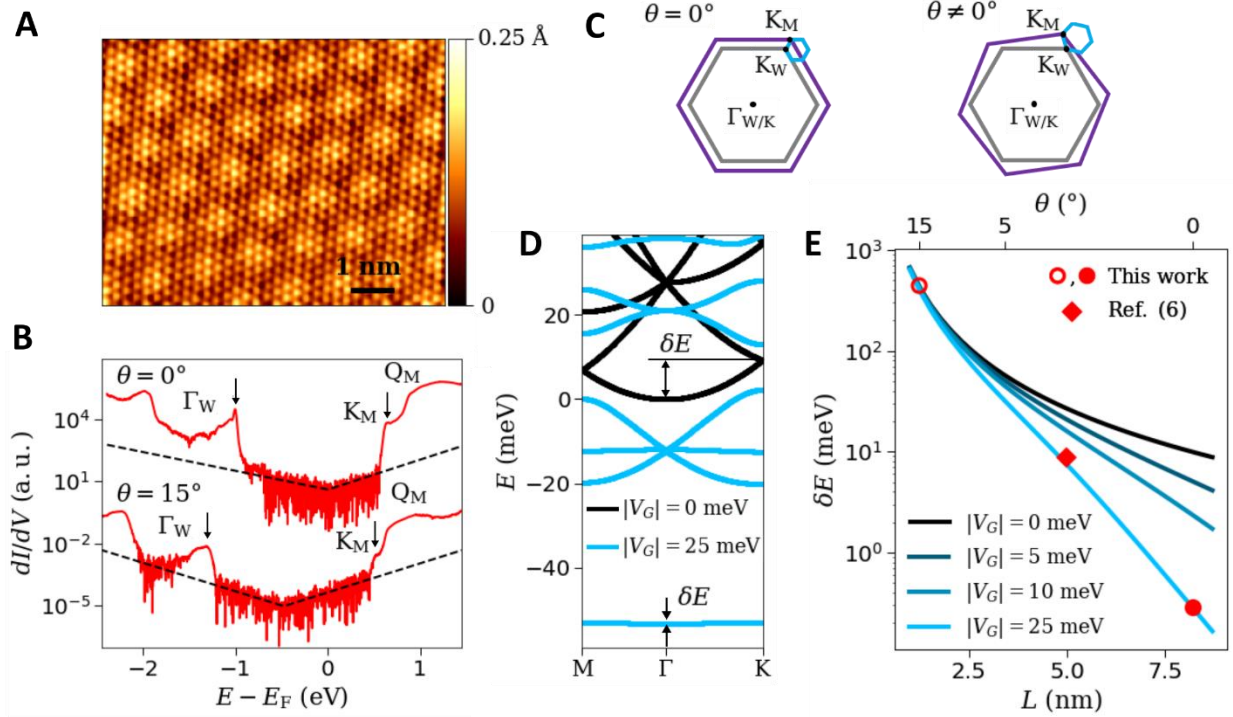 A
0.25 Å
0
1 nm
B
θ = 0°
Γ_W
K_M
Q_M
θ = 15°
Γ_W
K_M
Q_M
10^4
10^1
10^−2
10^−5
dI/dV (a. u.)
−2
−1
0
1
E − E_F (eV)
C
θ = 0°
K_M
K_W
Γ_W/K
θ ≠ 0°
K_M
K_W
Γ_W/K
D
20
0
−20
−40
E (meV)
δE
|V_G| = 0 meV
|V_G| = 25 meV
δE
M
Γ
K
E
θ (°)
15
5
0
10^3
10^2
10^1
10^0
δE (meV)
, This work
Ref. (6)
|V_G| = 0 meV
|V_G| = 5 meV
|V_G| = 10 meV
|V_G| = 25 meV
2.5
5.0
7.5
L (nm)